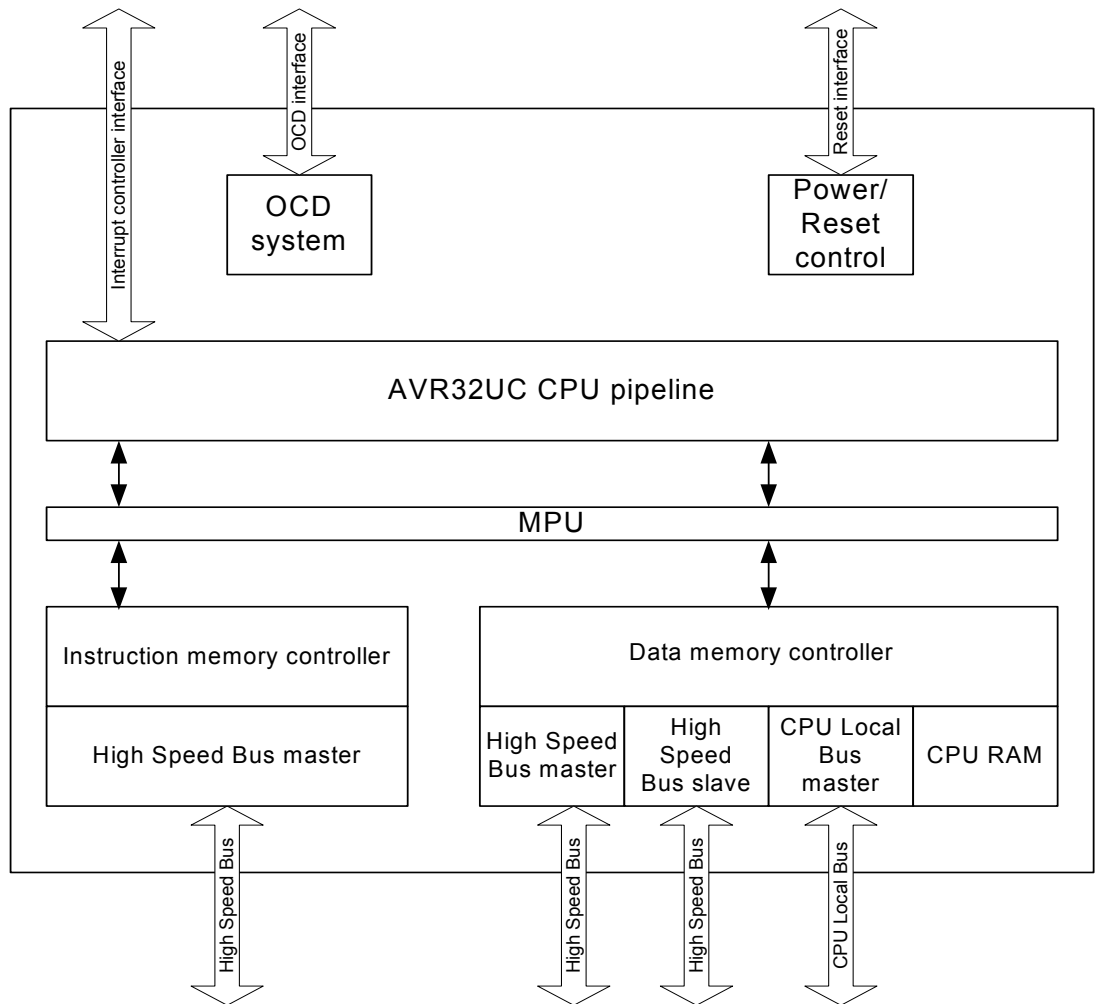 Interrupt controller interface
OCD interface
Reset interface
OCD
system
Power/
Reset
control
AVR32UC CPU pipeline
MPU
Instruction memory controller
Data memory controller
High Speed Bus master
High Speed
Bus master
High
Speed
Bus slave
CPU Local
Bus
master
CPU RAM
High Speed Bus
High Speed Bus
High Speed Bus
CPU Local Bus